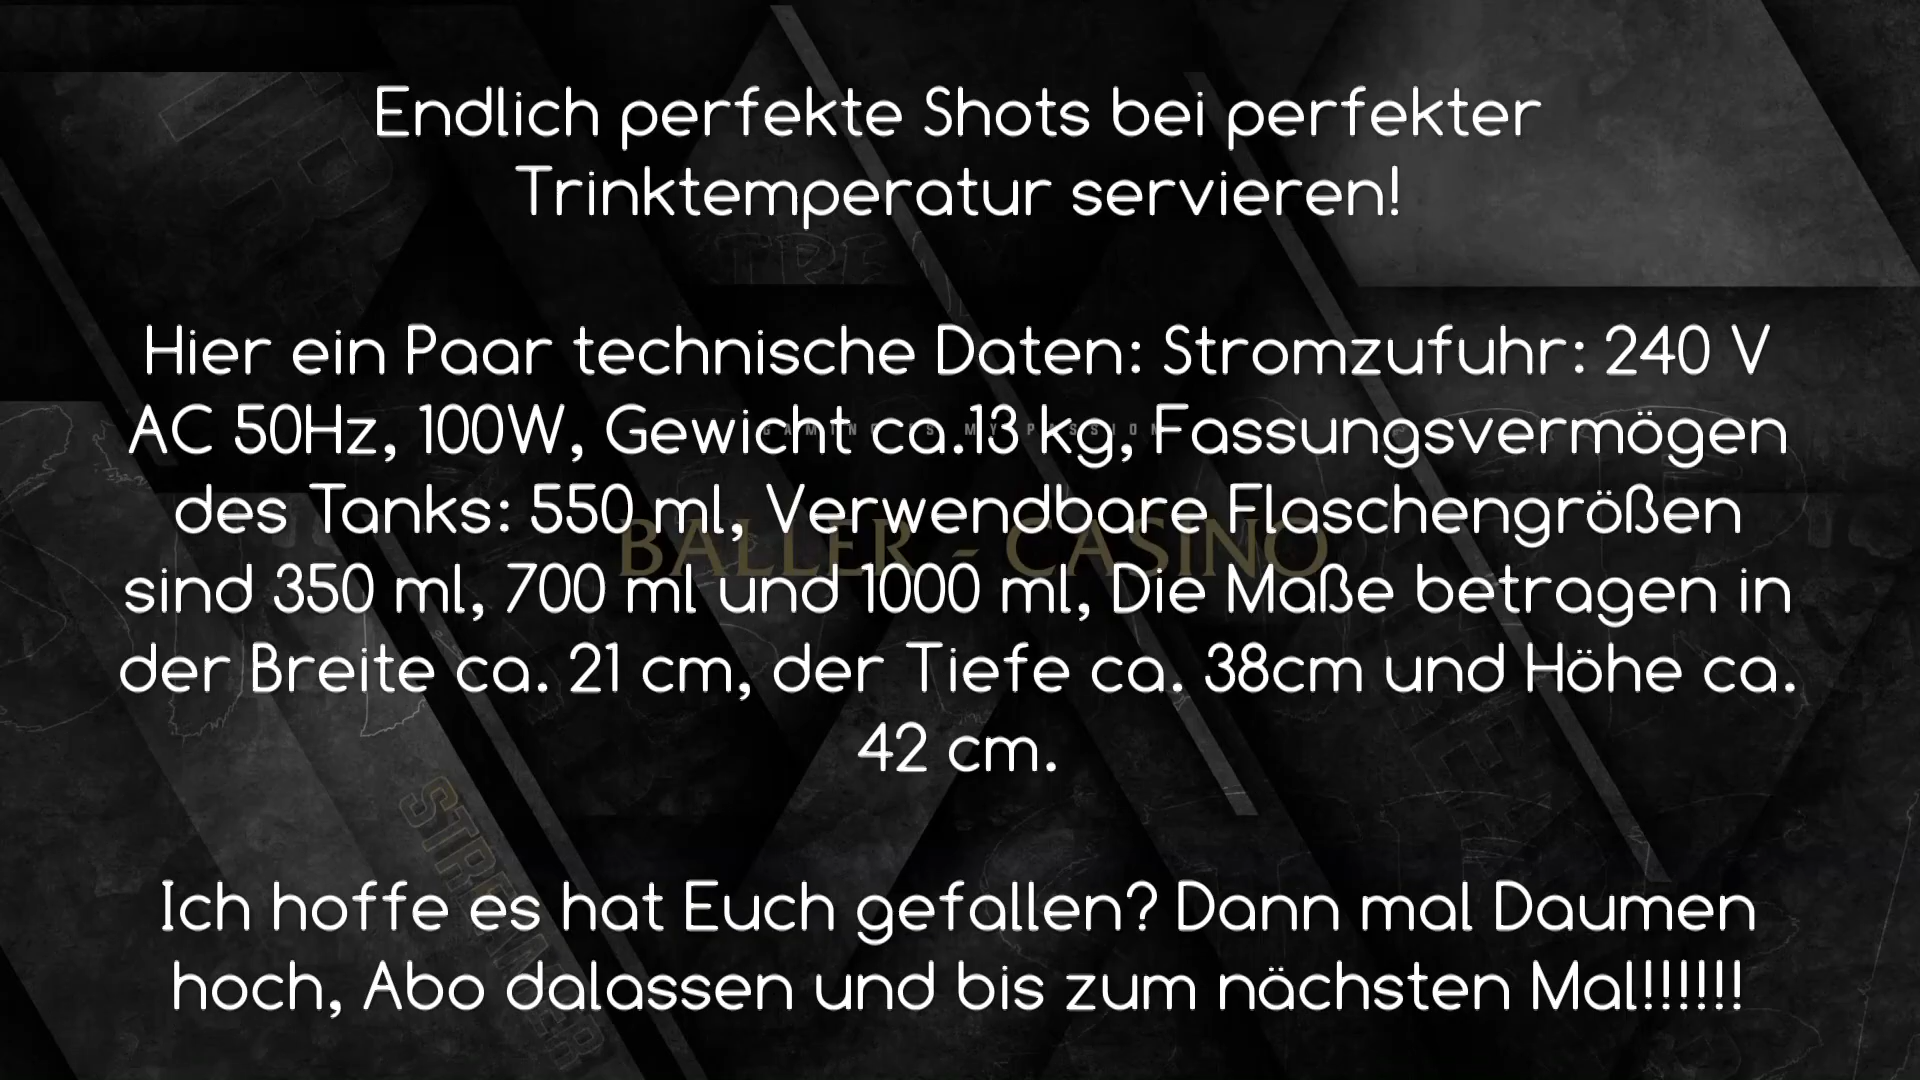 Endlich perfekte Shots bei perfekter
Trinktemperatur servieren!
Hier ein Paar technische Daten: Stromzufuhr: 240 V
AC 50Hz, 100W, Gewicht ca.13 kg, Fassungsvermögen
des Tanks: 550 ml, Verwendbare Flaschengrößen
BALLER - CASINO
sind 350 ml, 700 ml und 1000 ml, Die Maße betragen in
der Breite ca. 21 cm, der Tiefe ca. 38cm und Höhe ca.
42 cm.
Ich hoffe es hat Euch gefallen? Dann mal Daumen
hoch, Abo dalassen und bis zum nächsten Mal!!!!!!
STREAMER